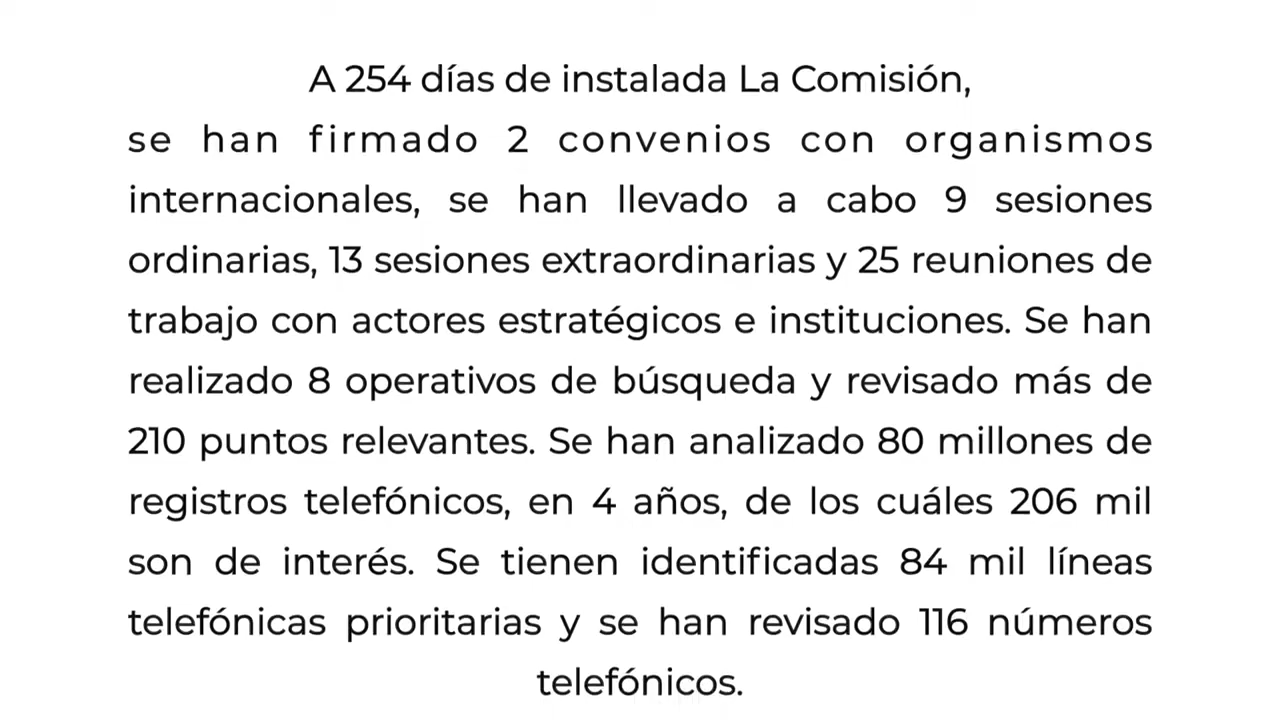 A 254 días de instalada La Comisión,
se han firmado 2 convenios con organismos
internacionales, se han llevado a cabo 9 sesiones
ordinarias, 13 sesiones extraordinarias y 25 reuniones de
trabajo con actores estratégicos e instituciones. Se han
realizado 8 operativos de búsqueda y revisado más de
210 puntos relevantes. Se han analizado 80 millones de
registros telefónicos, en 4 años, de los cuáles 206 mil
son de interés. Se tienen identificadas 84 mil líneas
telefónicas prioritarias y se han revisado 116 números
telefónicos.